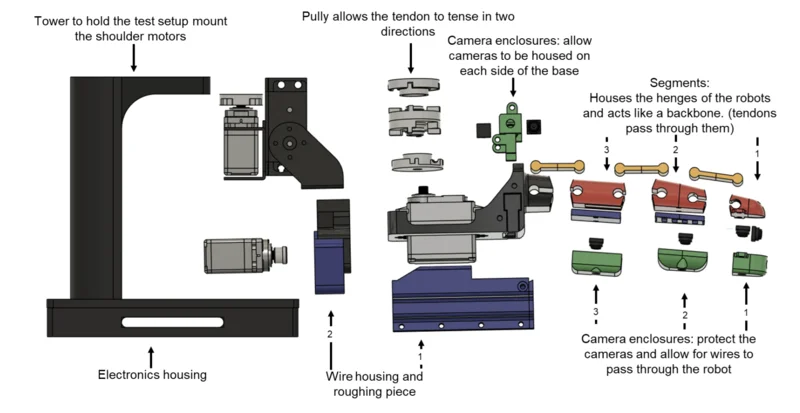 Tower to hold the test setup mount
the shoulder motors
Pully allows the tendon to tense in two
directions
Camera enclosures: allow
cameras to be housed on
each side of the base
Segments:
Houses the henges of the robots
and acts like a backbone. (tendons
pass through them)
3
2
1
3
2
1
Camera enclosures: protect the
cameras and allow for wires to
pass through the robot
2
1
Wire housing and
roughing piece
Electronics housing